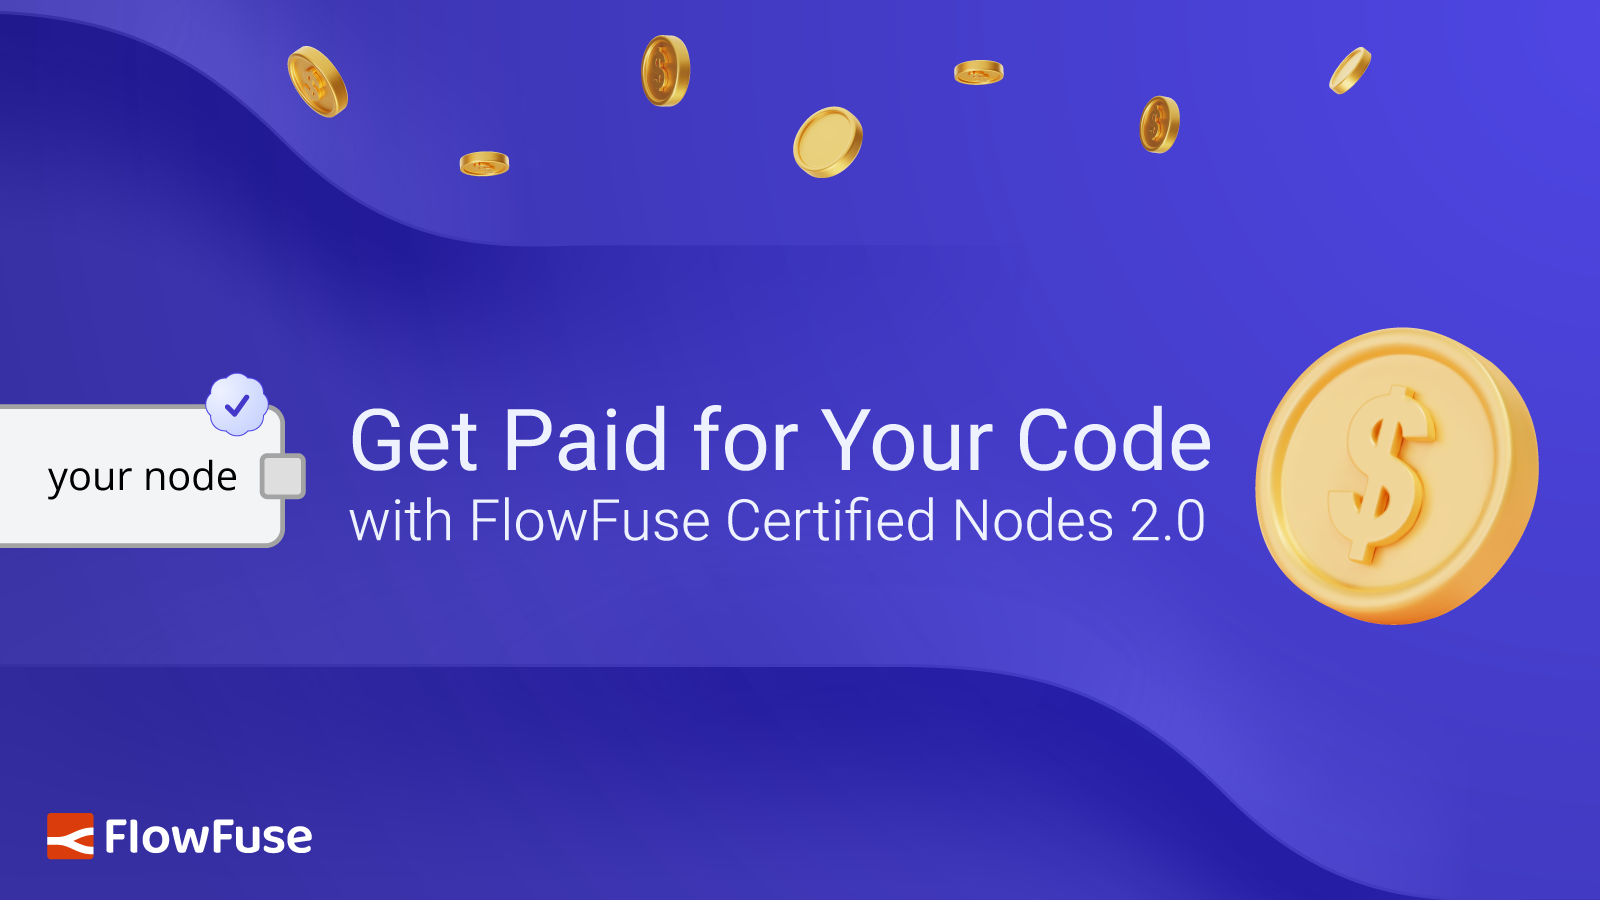 your node
Get Paid for Your Code
with FlowFuse Certified Nodes 2.0
$
FlowFuse